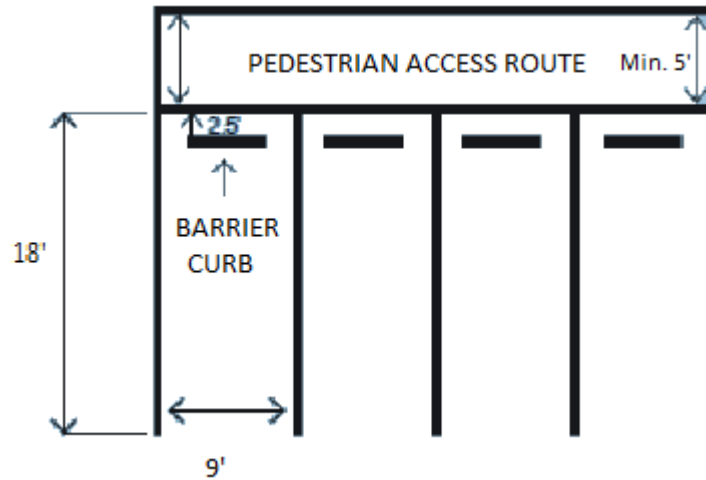 PEDESTRIAN ACCESS ROUTE Min. 5'
2.5'
BARRIER
CURB
18'
9'